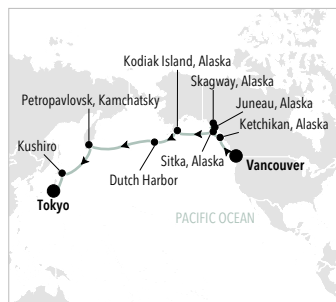 Kodiak Island, Alaska
Skagway, Alaska
Petropavlovsk, Kamchatsky
Juneau, Alaska
Ketchikan, Alaska
Kushiro
Sitka, Alaska
Vancouver
Dutch Harbor
Tokyo
PACIFIC OCEAN